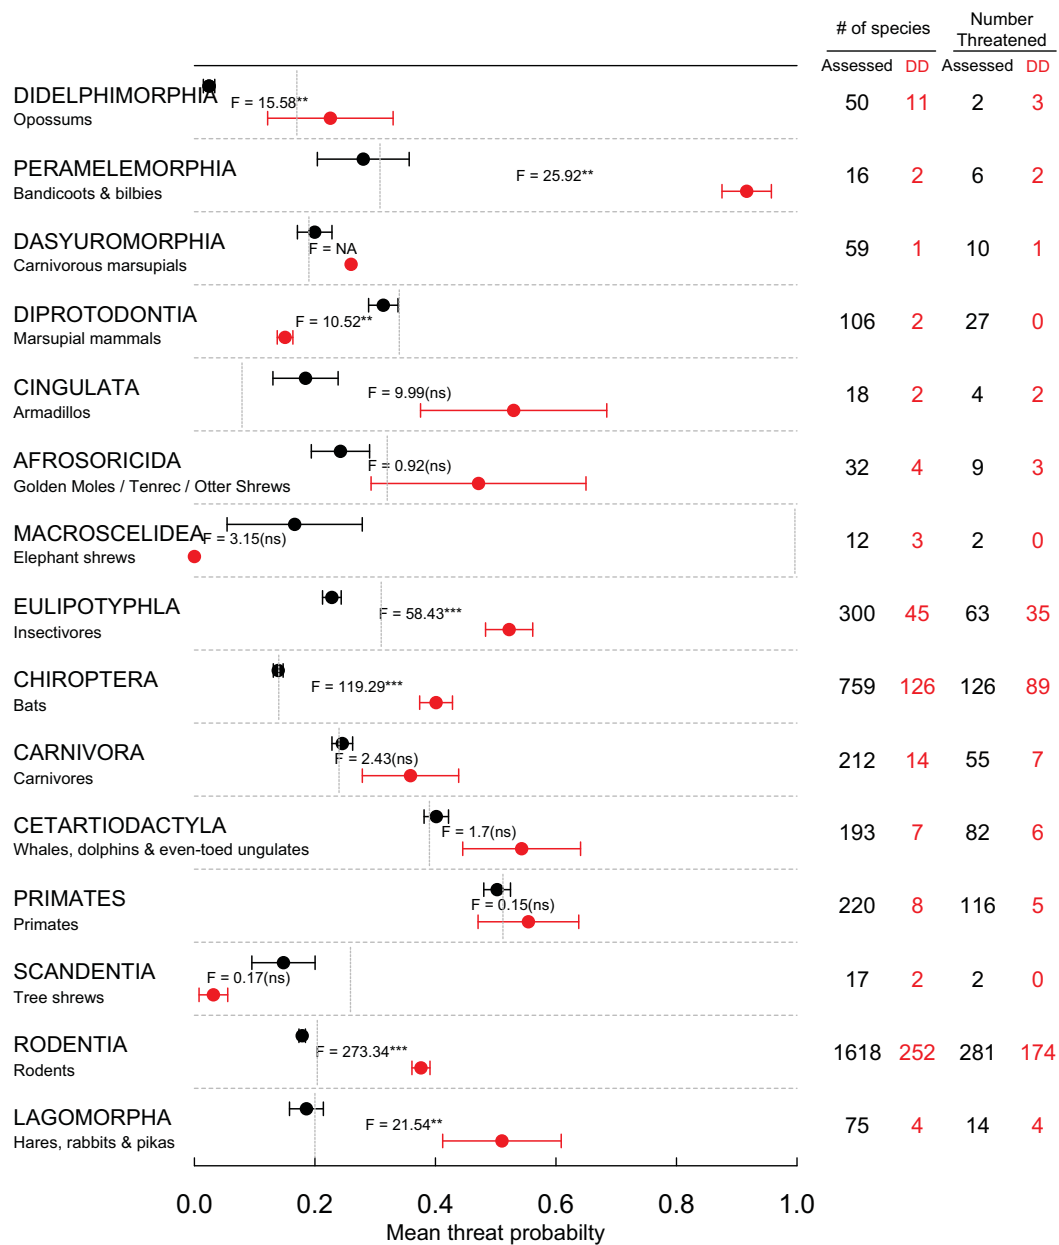 # of species Number
Threatened
Assessed DD Assessed DD
DIDELPHIMORPHIA
Opossums
F = 15.58**
50 11 2 3
PERAMELEMORPHIA
Bandicoots & bilbies
F = 25.92**
16 2 6 2
DASYUROMORPHIA
Carnivorous marsupials
F = NA
59 1 10 1
DIPROTODONTIA
Marsupial mammals
F = 10.52**
106 2 27 0
CINGULATA
Armadillos
F = 9.99(ns)
18 2 4 2
AFROSORICIDA
Golden Moles / Tenrec / Otter Shrews
F = 0.92(ns)
32 4 9 3
MACROSCELIDEA
Elephant shrews
F = 3.15(ns)
12 3 2 0
EULIPOTYPHLA
Insectivores
F = 58.43***
300 45 63 35
CHIROPTERA
Bats
F = 119.29***
759 126 126 89
CARNIVORA
Carnivores
F = 2.43(ns)
212 14 55 7
CETARTIODACTYLA
Whales, dolphins & even-toed ungulates
F = 1.7(ns)
193 7 82 6
PRIMATES
Primates
F = 0.15(ns)
220 8 116 5
SCANDENTIA
Tree shrews
F = 0.17(ns)
17 2 2 0
RODENTIA
Rodents
F = 273.34***
1618 252 281 174
LAGOMORPHA
Hares, rabbits & pikas
F = 21.54**
75 4 14 4
0.0 0.2 0.4 0.6 0.8 1.0
Mean threat probabilty